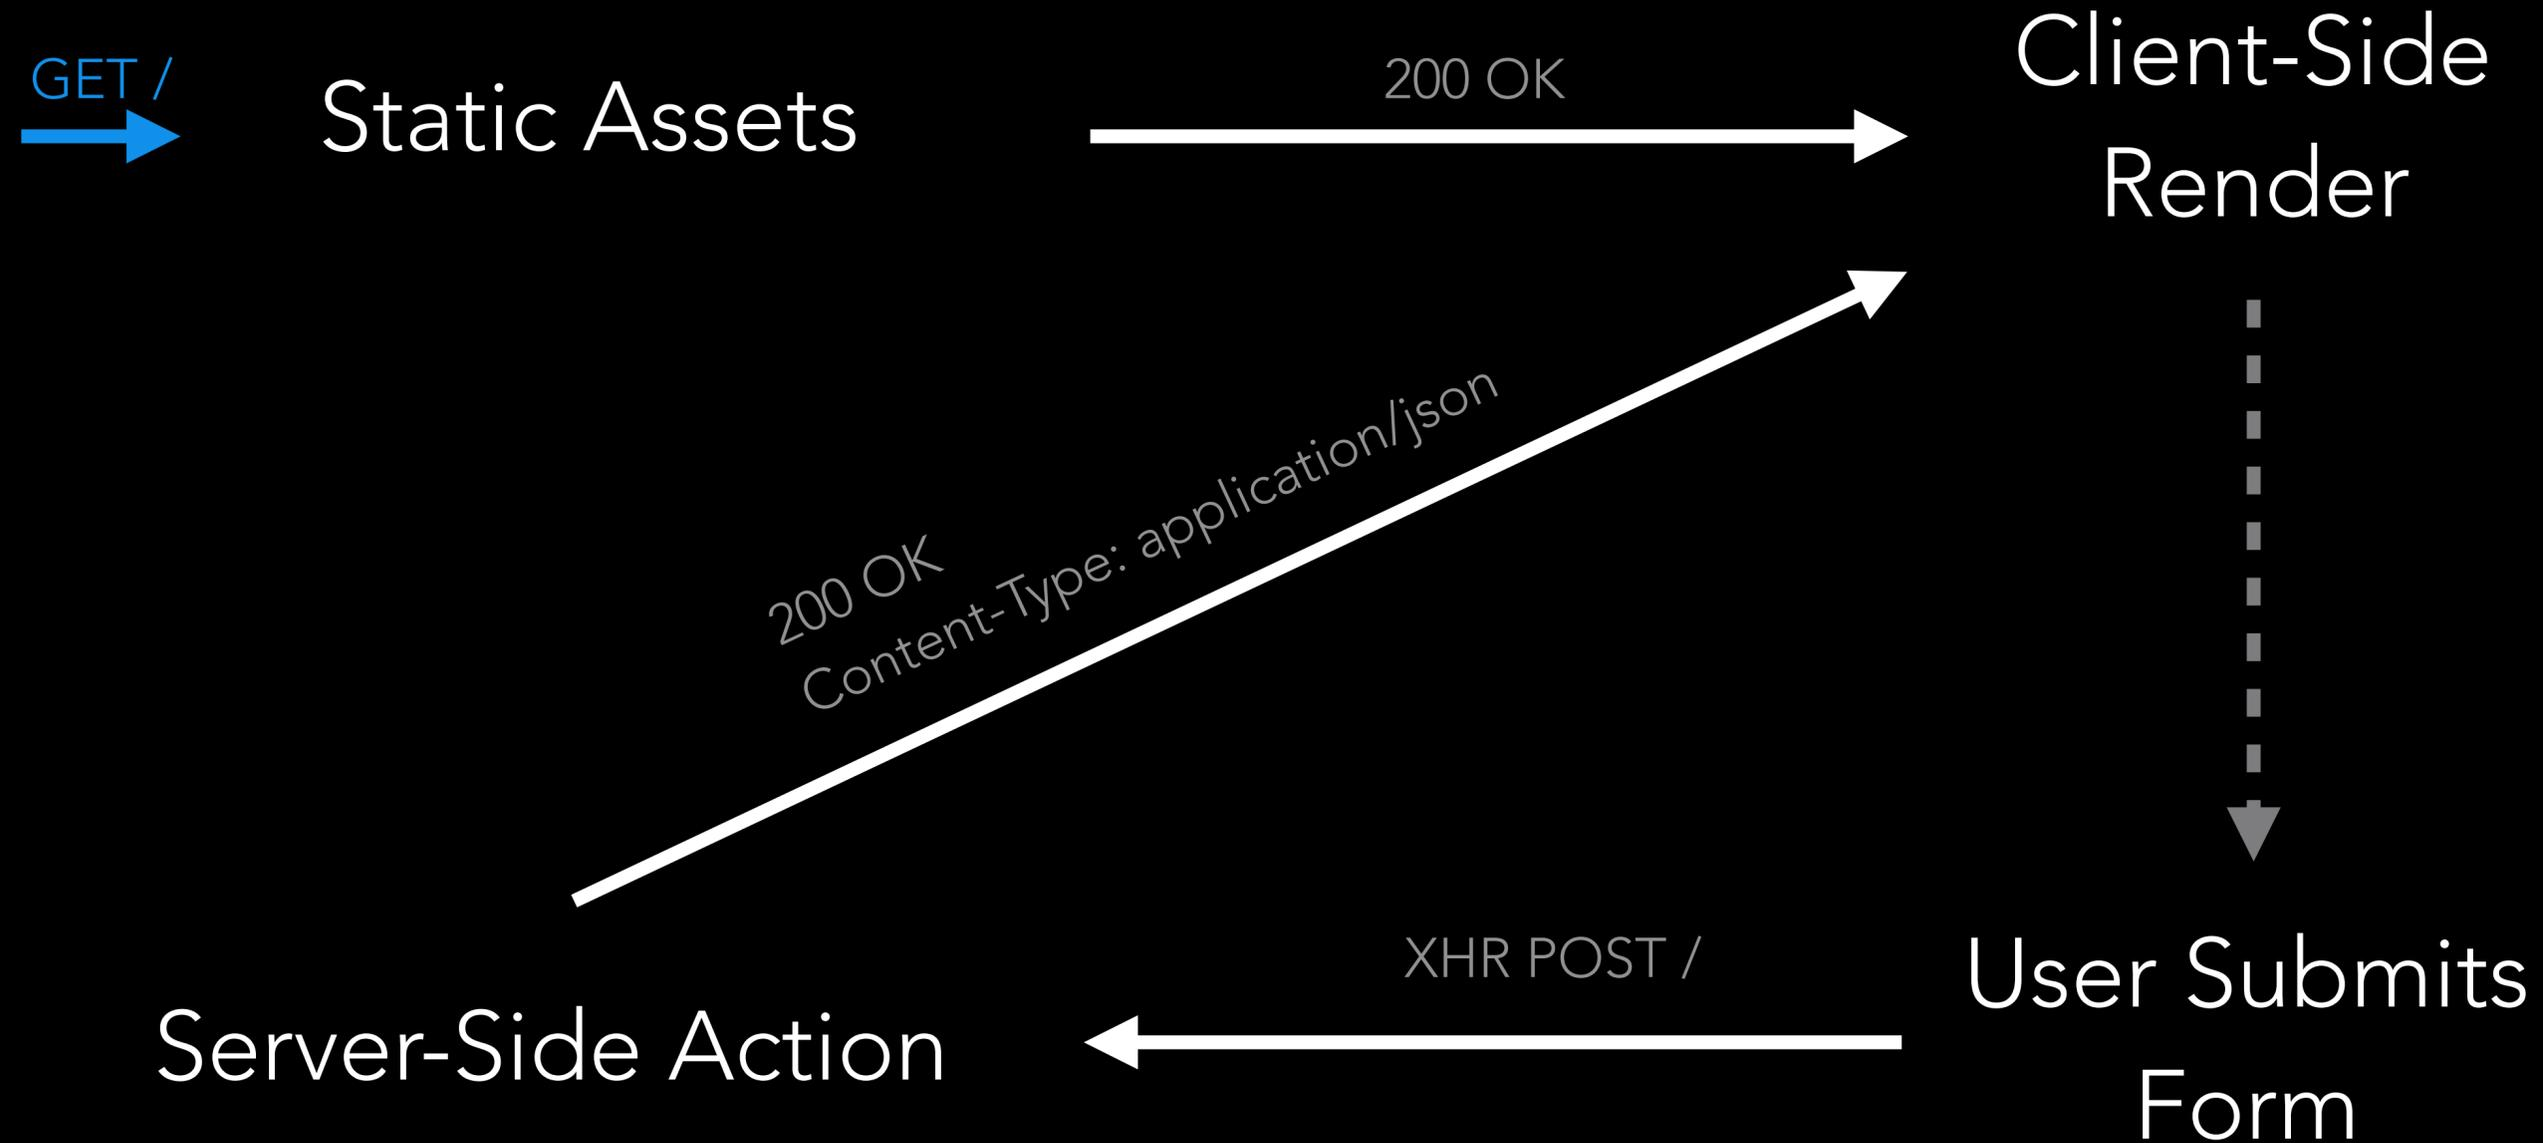 GET /
Static Assets
200 OK
Client-Side
Render
200 OK
Content-Type: application/json
XHR POST /
User Submits
Form
Server-Side Action